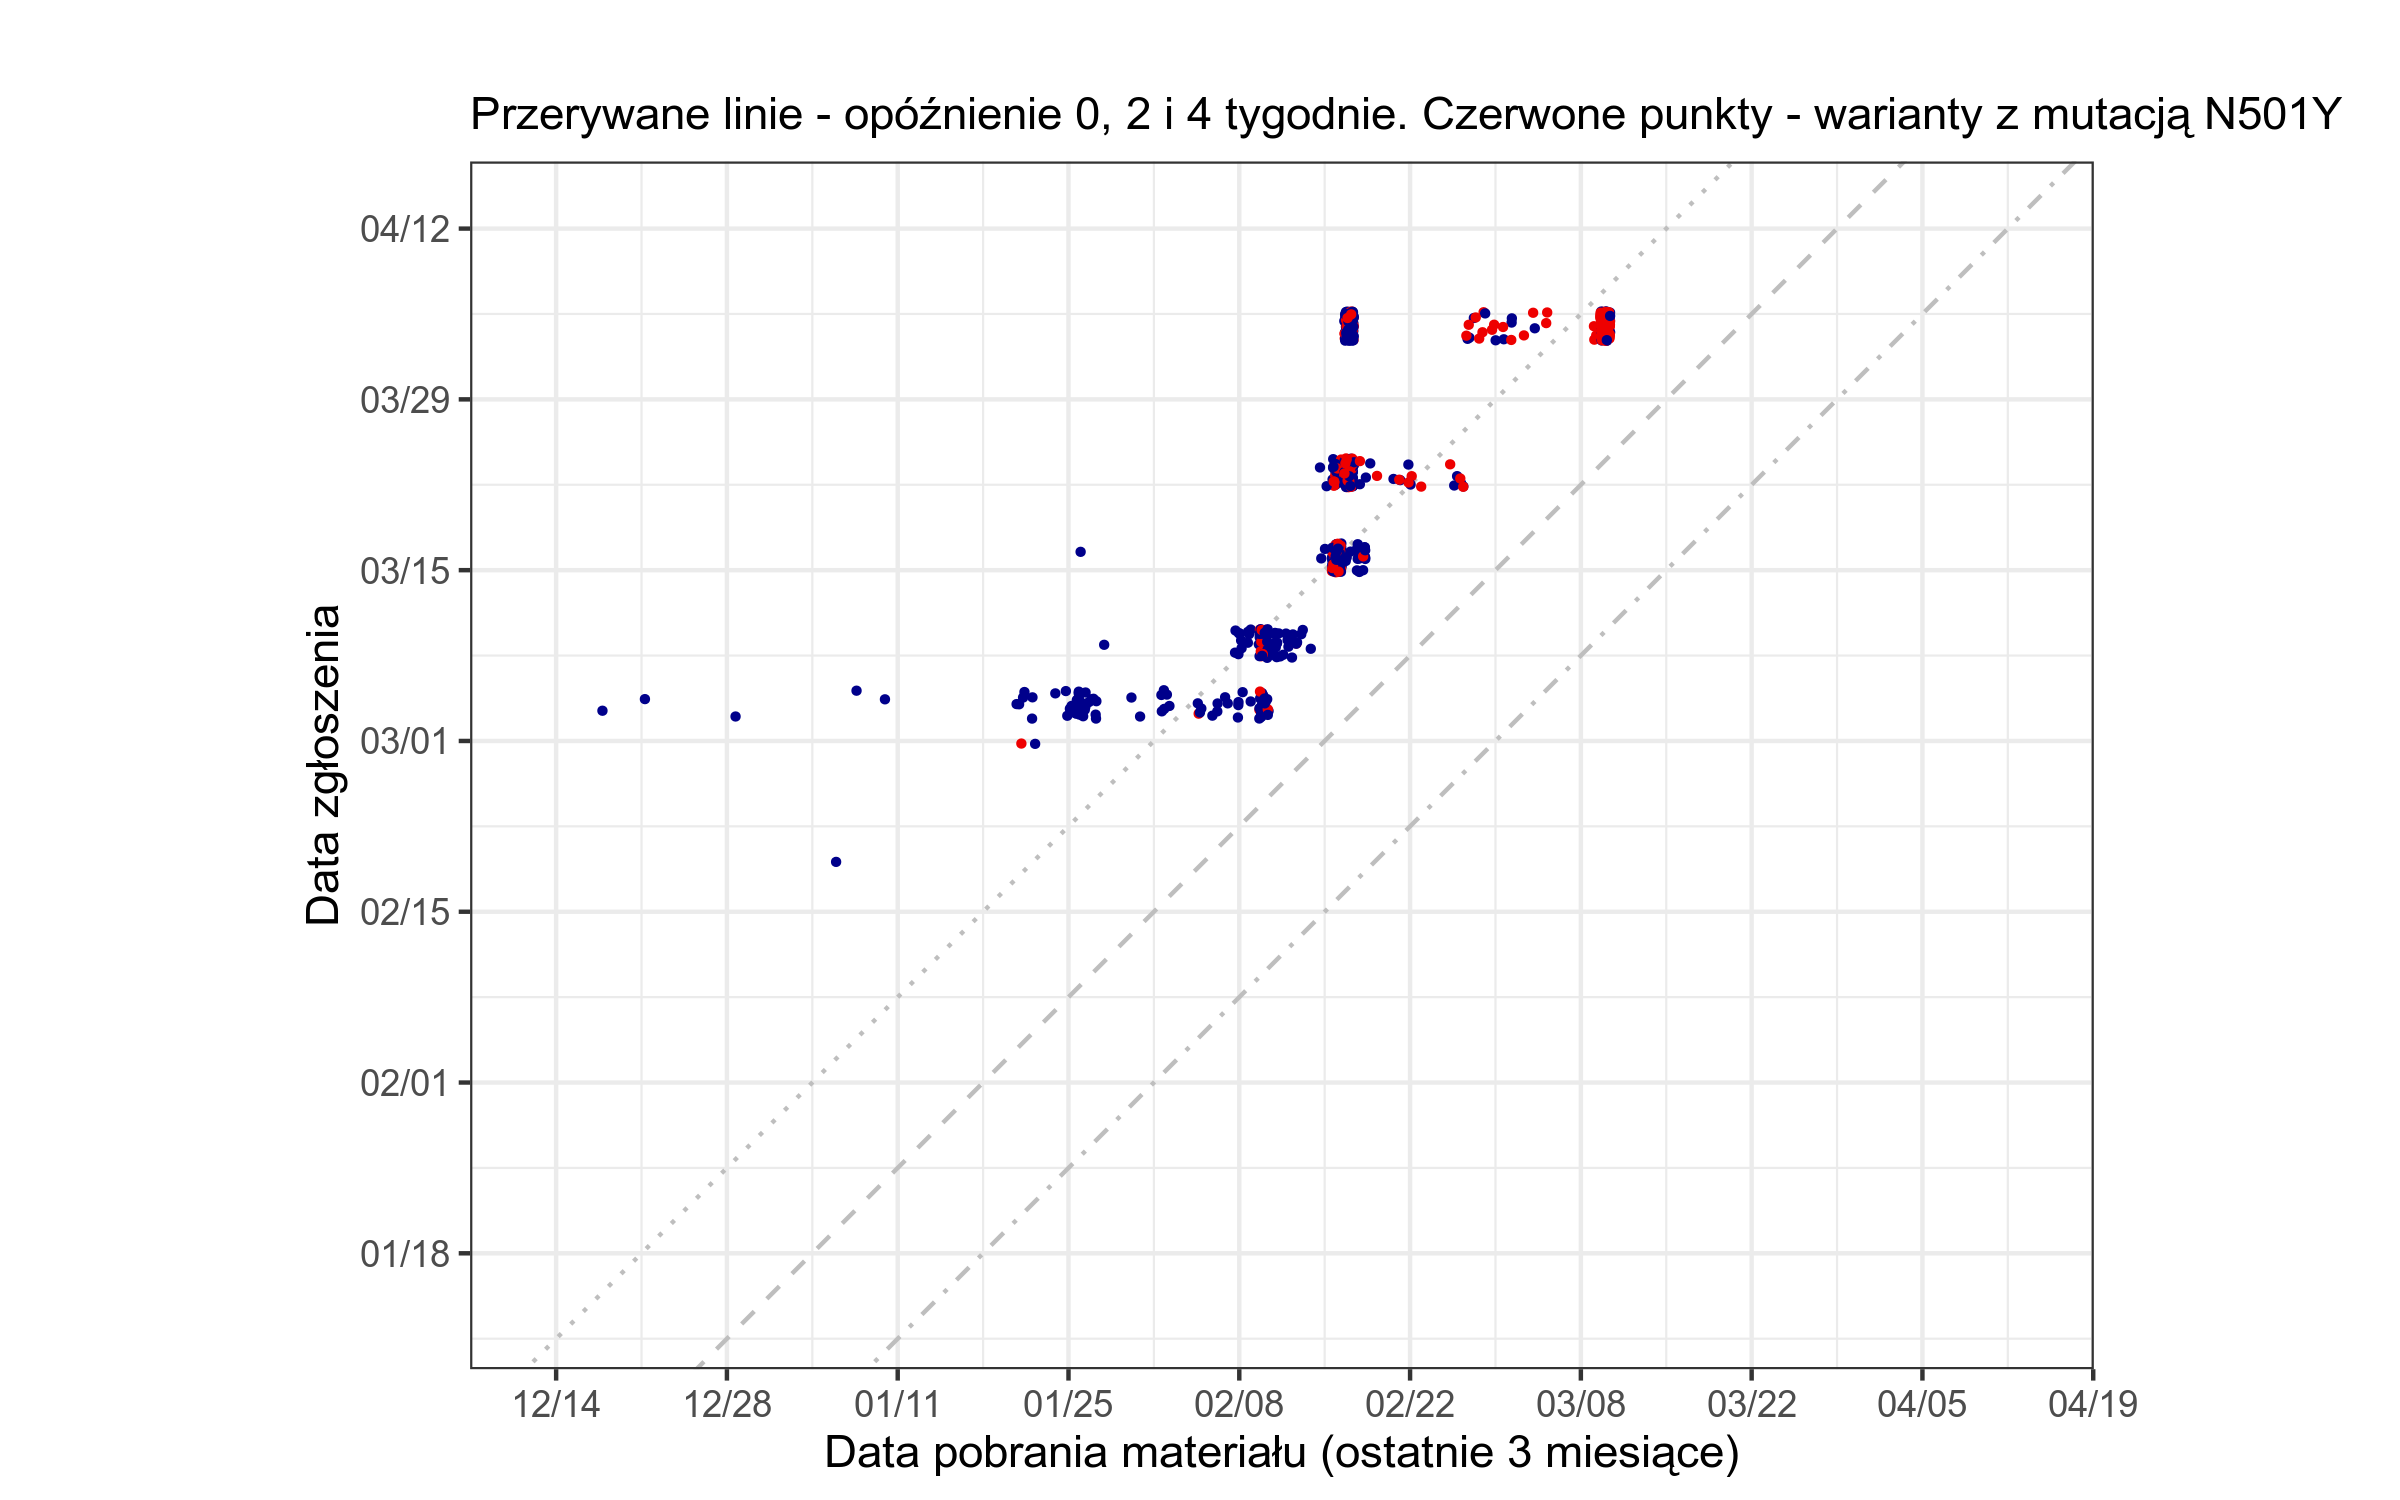 Przerywane linie - opóźnienie 0, 2 i 4 tygodnie. Czerwone punkty - warianty z mutacją N501Y
04/12
03/29
03/15
03/01
02/15
02/01
01/18
Data zgłoszenia
12/14 12/28 01/11 01/25 02/08 02/22 03/08 03/22 04/05 04/19
Data pobrania materiału (ostatnie 3 miesiące)